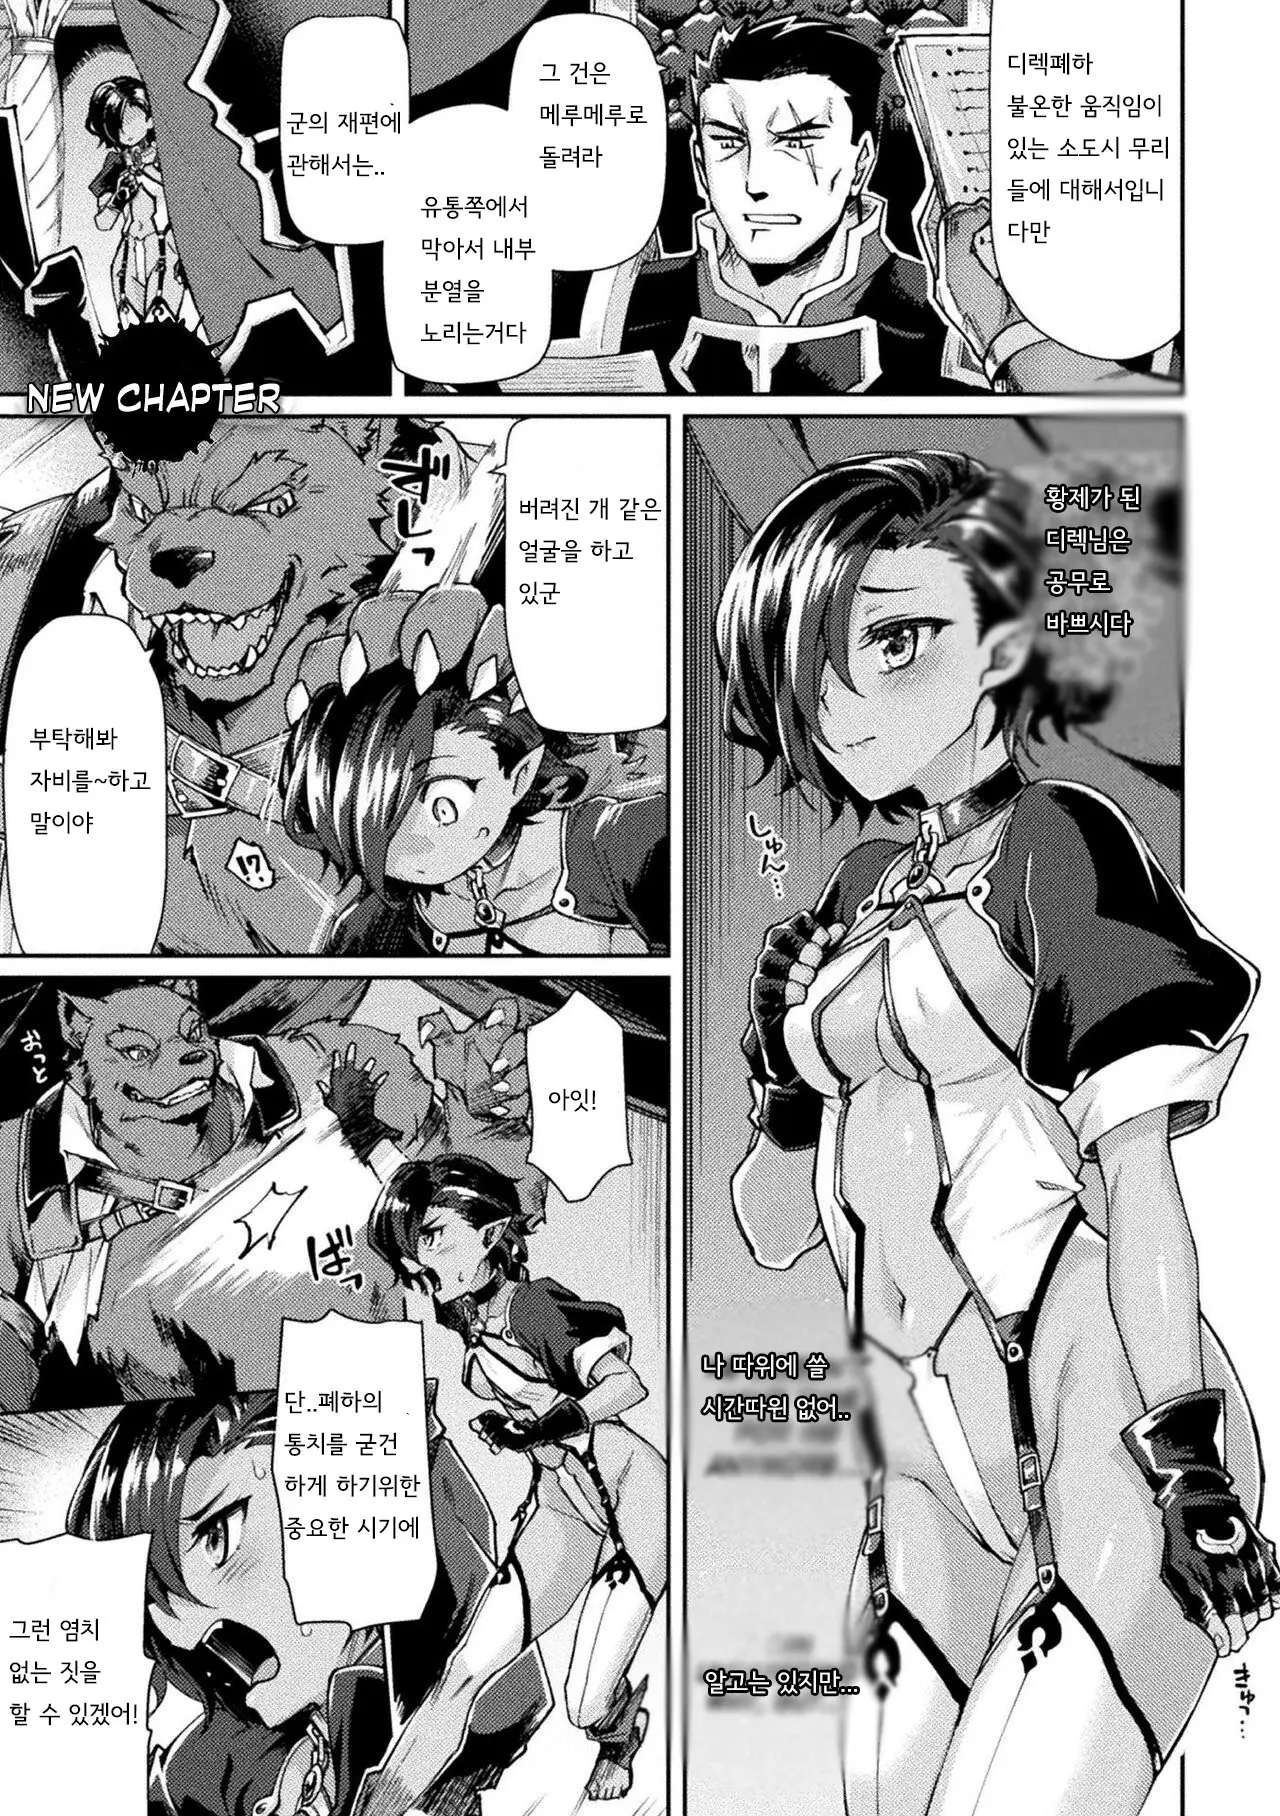 디렉폐하
불온한 움직임이
있는 소도시 무리
들에 대해서입니
다만
그 건은
메루메루로
돌려라
유통쪽에서
막아서 내부
분열을
노리는거다
군의 재편에
관해서는..
NEW CHAPTER
황제가 된
디렉님은
공무로
바쁘시다
しゅん…
나 따위에 쓸
시간따윈 없어..
ANYMORE
알고는 있지만...
きゅっ…
버려진 개 같은
얼굴을 하고
있군
ギュッ
부탁해봐
자비를~하고
말이야
!?
아잇!
おっと
ばっ
단..폐하의
통치를 굳건
하게 하기위한
중요한 시기에
그런 염치
없는 짓을
할 수 있겠어!